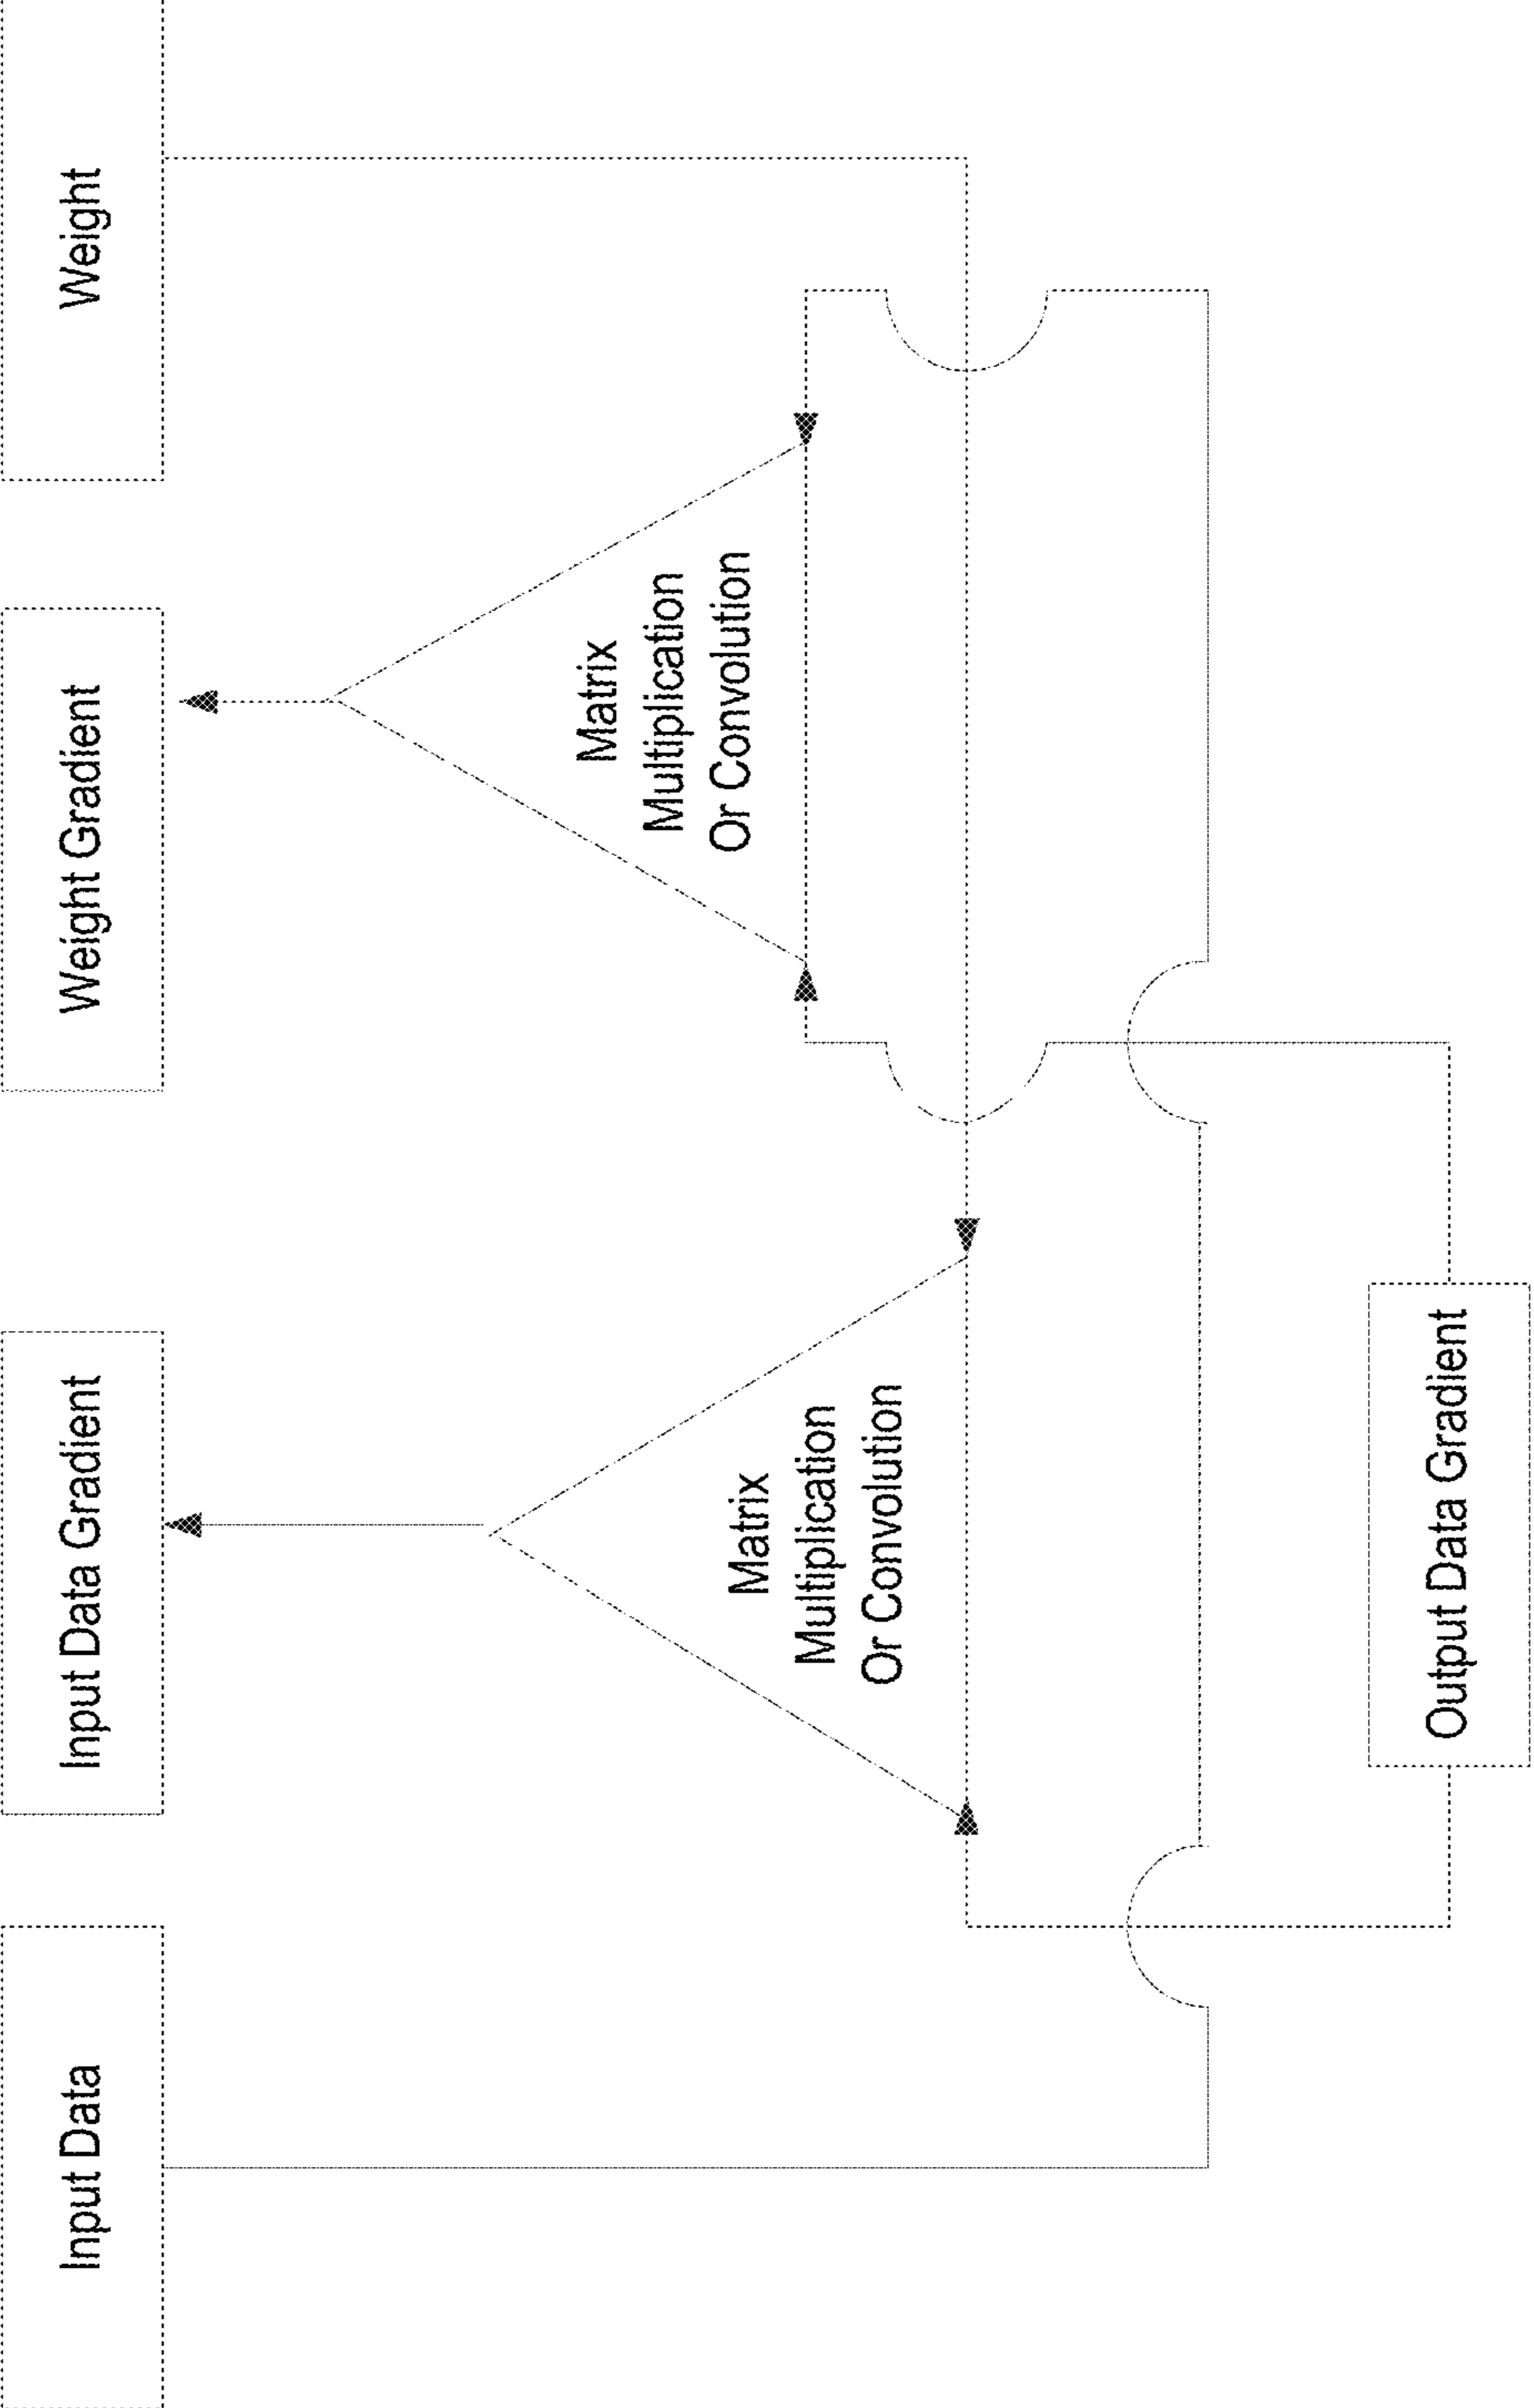 Input Data
Input Data Gradient
Weight Gradient
Weight
Matrix
Multiplication
Or Convolution
Matrix
Multiplication
Or Convolution
Output Data Gradient